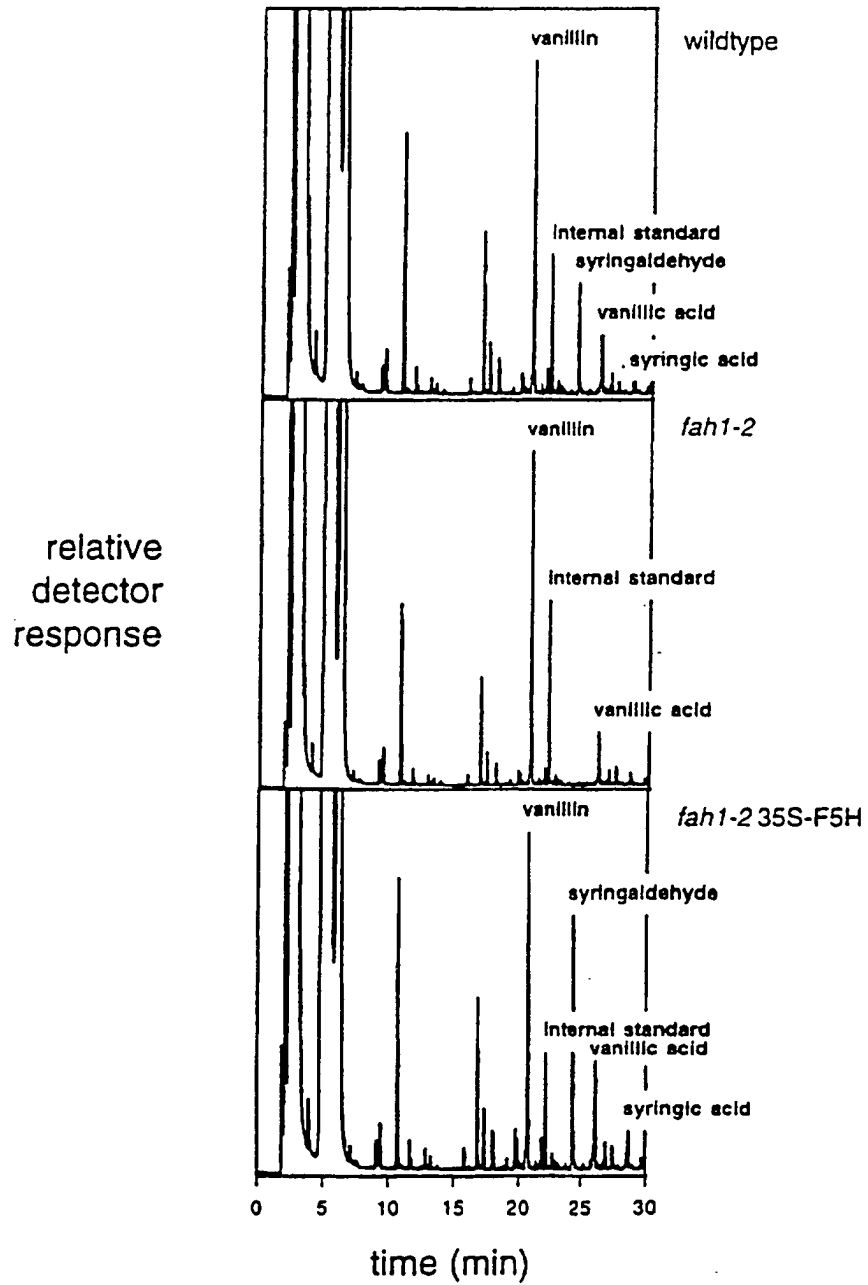 vanillin
wildtype
internal standard
syringaldehyde
vanillic acid
syringic acid
vanillin
fah1-2
internal standard
vanillic acid
relative
detector
response
vanillin
fah1-2 35S-F5H
syringaldehyde
internal standard
vanillic acid
syringic acid
0 5 10 15 20 25 30
time (min)